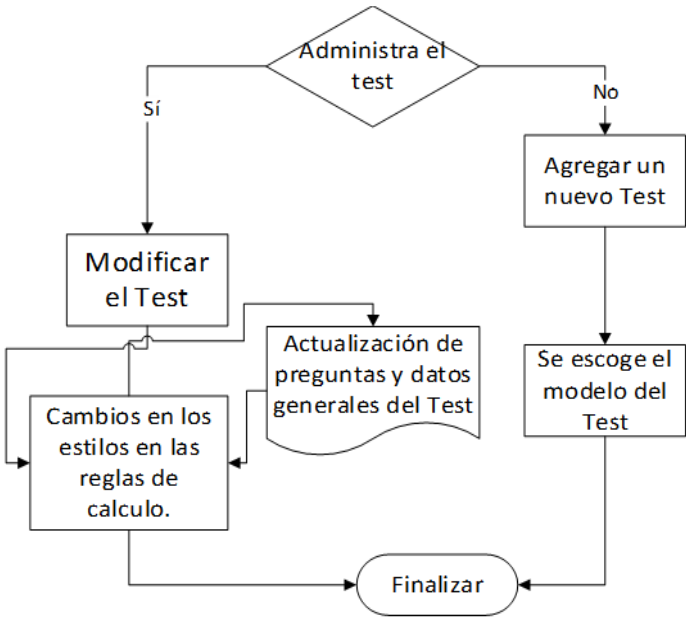 Administra el
test
Sí
No
Agregar un
nuevo Test
Modificar
el Test
Actualización de
preguntas y datos
generales del Test
Se escoge el
modelo del
Test
Cambios en los
estilos en las
reglas de
calculo.
Finalizar